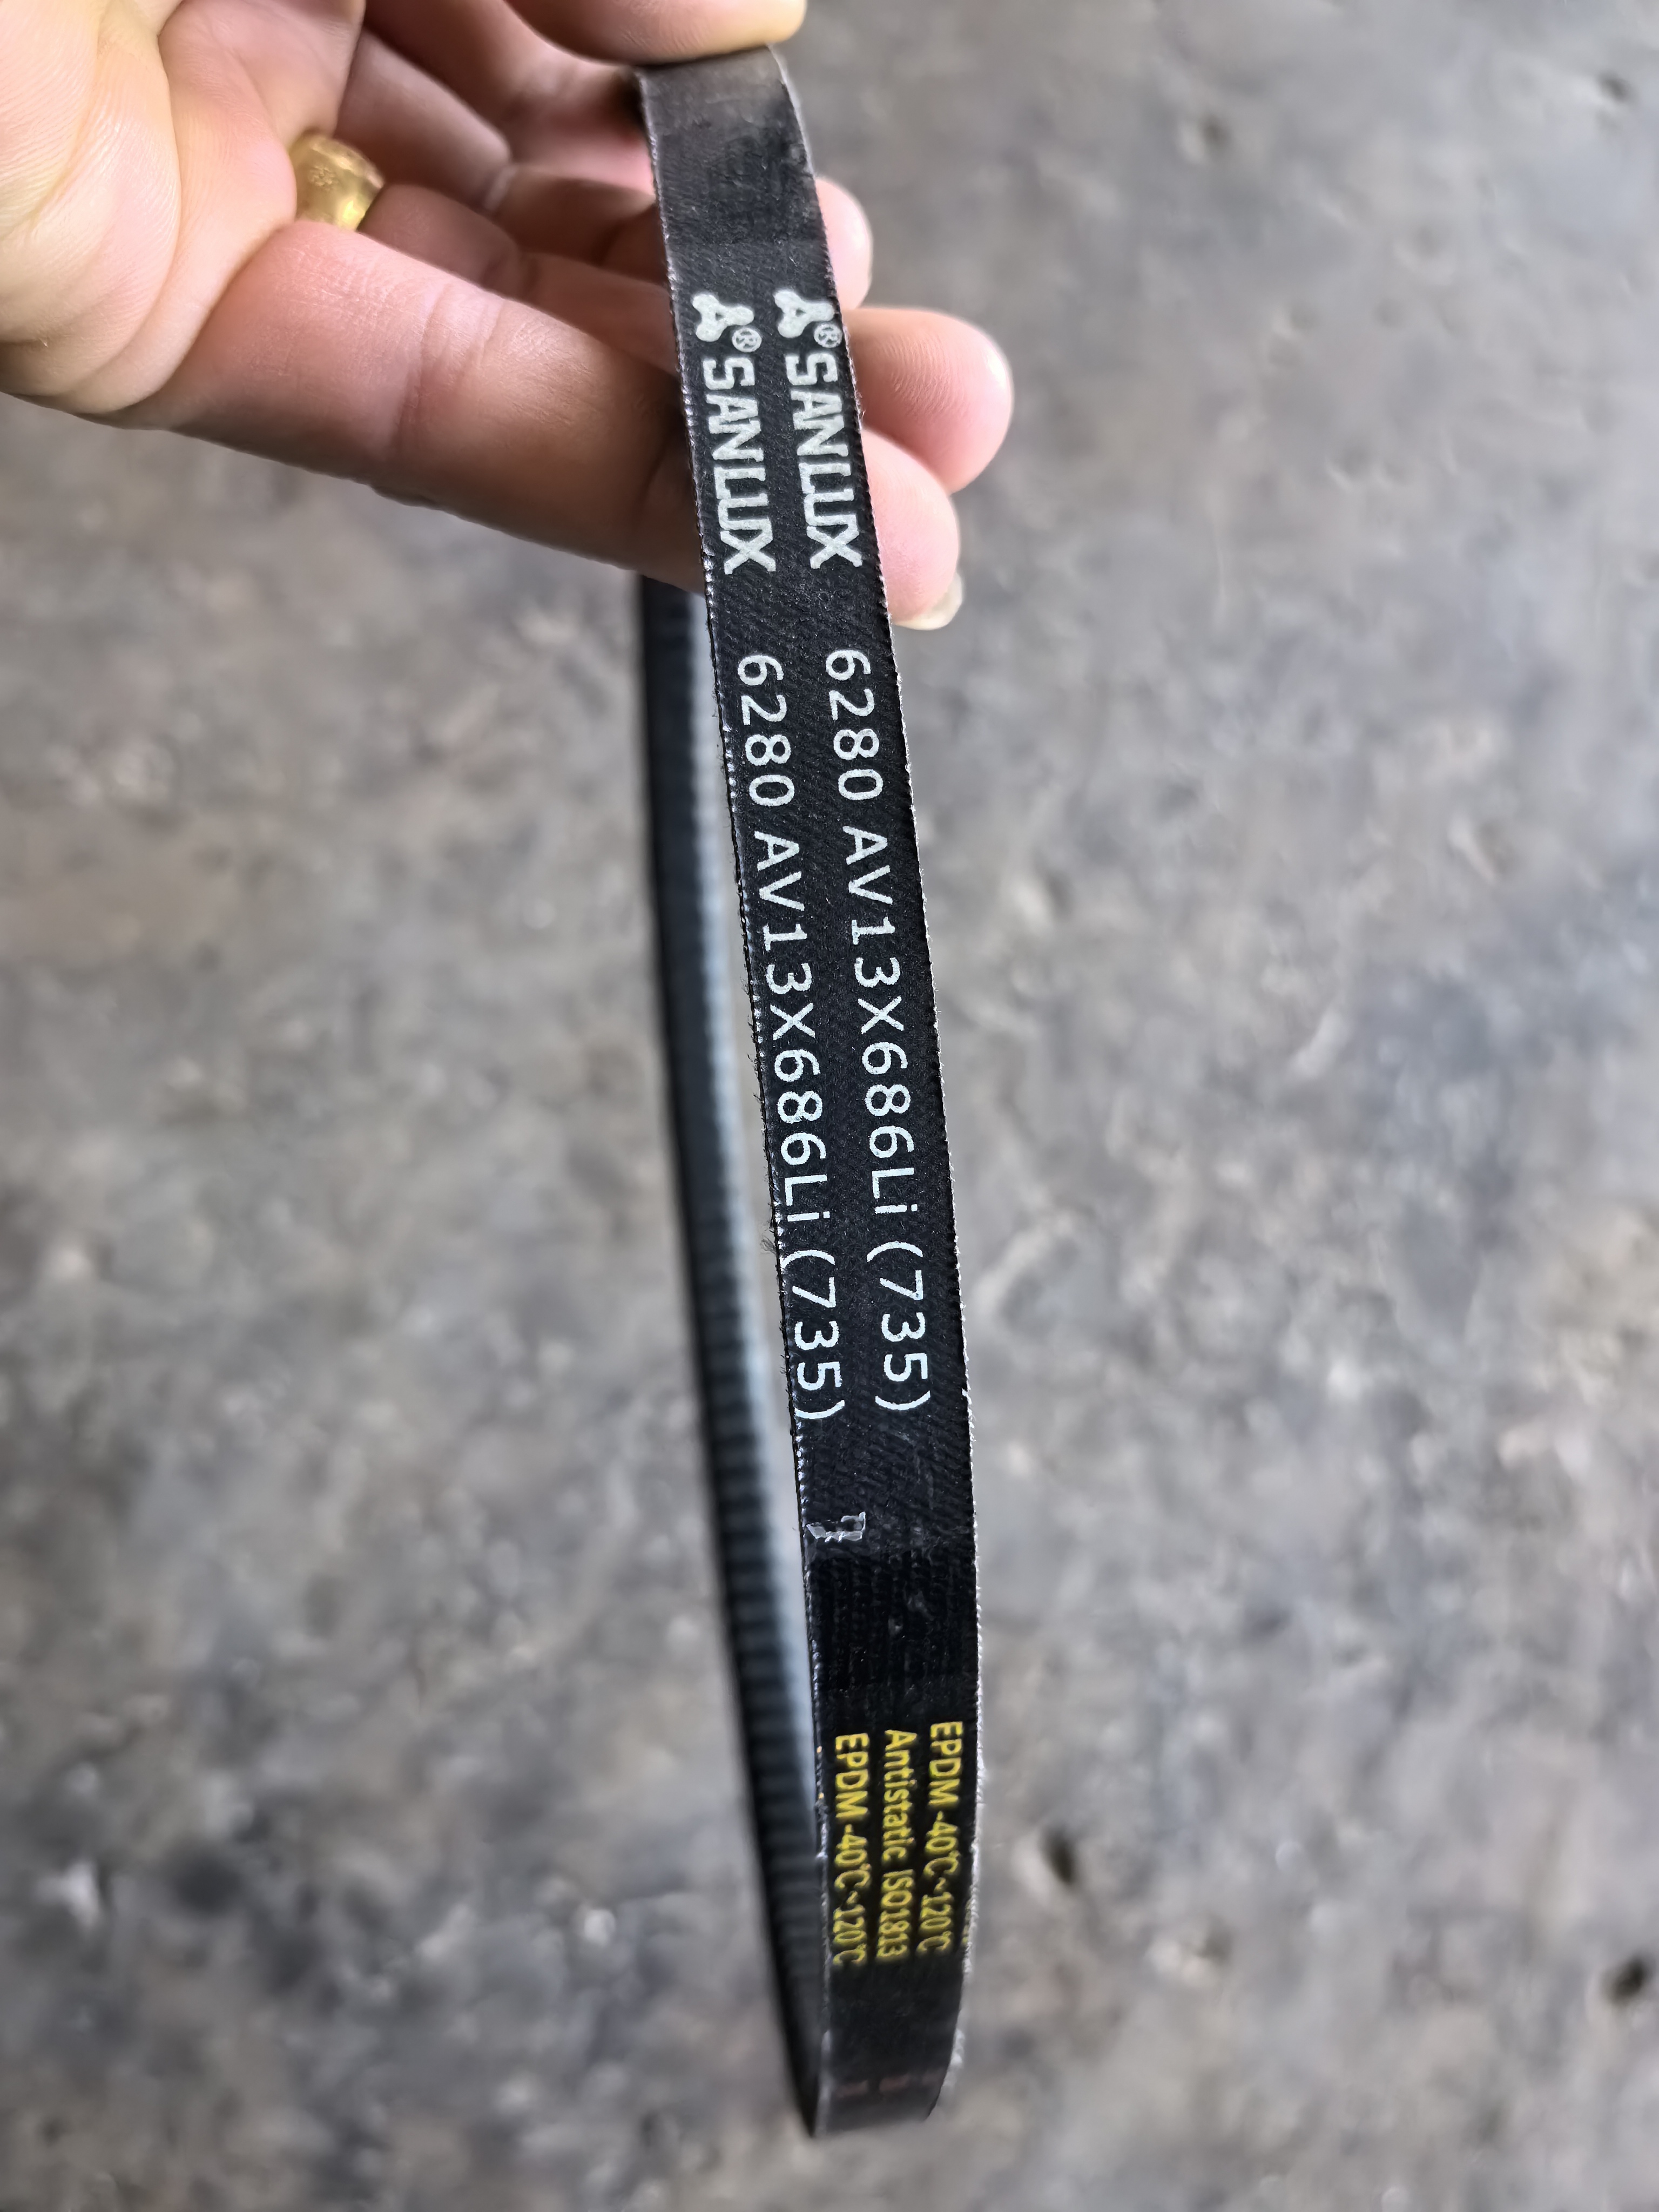 ® SANLUX 6280 AV13X686Li(735)
® SANLUX 6280 AV13X686Li(735)
EPDM -40℃~120℃
Antistatic ISO1813
EPDM -40℃~120℃